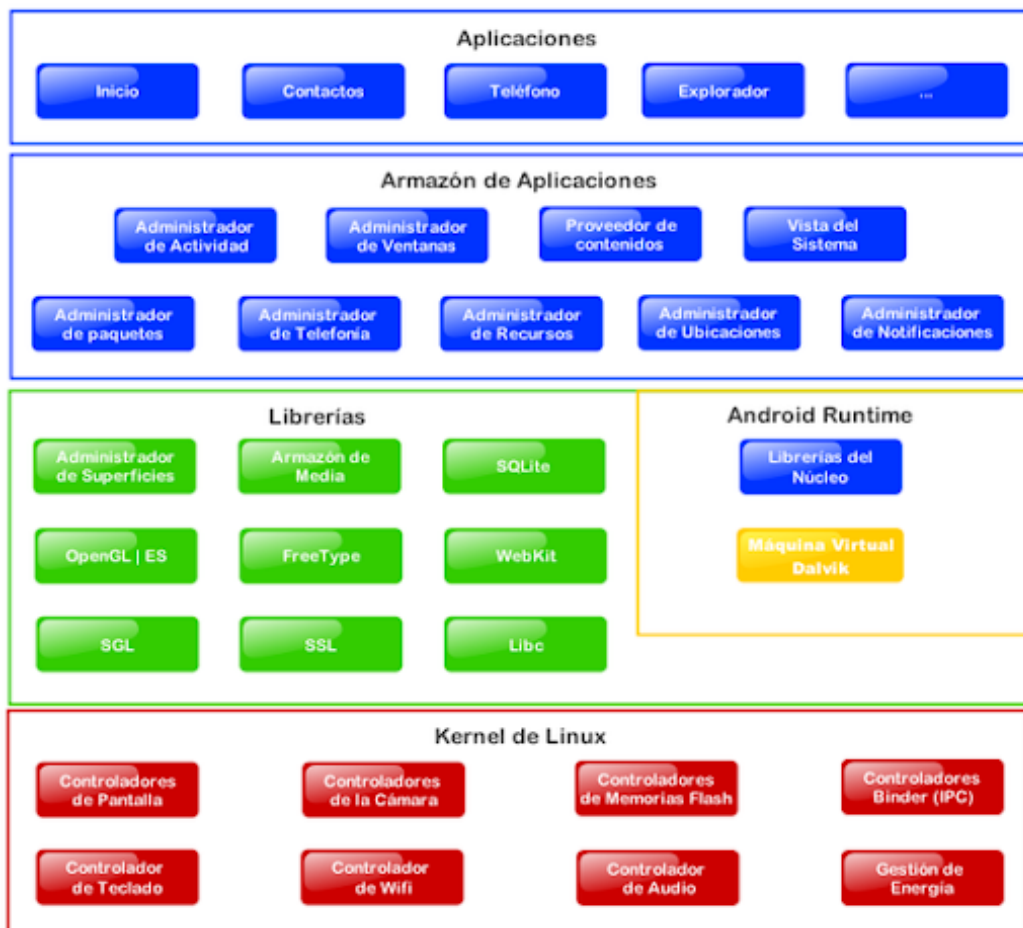 Aplicaciones
Inicio
Contactos
Teléfono
Explorador
...
Armazón de Aplicaciones
Administrador
de Actividad
Administrador
de Ventanas
Proveedor de
contenidos
Vista del
Sistema
Administrador
de paquetes
Administrador
de Telefonía
Administrador
de Recursos
Administrador
de Ubicaciones
Administrador
de Notificaciones
Librerías
Administrador
de Superficies
Armazón de
Media
SQLite
OpenGL | ES
FreeType
WebKit
SGL
SSL
Libc
Android Runtime
Librerías del
Núcleo
Máquina Virtual
Dalvik
Kernel de Linux
Controladores
de Pantalla
Controladores
de la Cámara
Controladores
de Memorias Flash
Controladores
Binder (IPC)
Controlador
de Teclado
Controlador
de Wifi
Controlador
de Audio
Gestión de
Energía